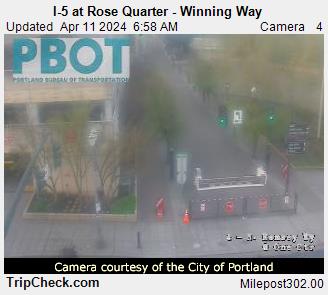 I-5 at Rose Quarter - Winning Way
Updated Apr 11 2024 6:58 AM Camera 4
PBOT
PORTLAND BUREAU OF TRANSPORTATION
Camera courtesy of the City of Portland
TripCheck.com Milepost302.00